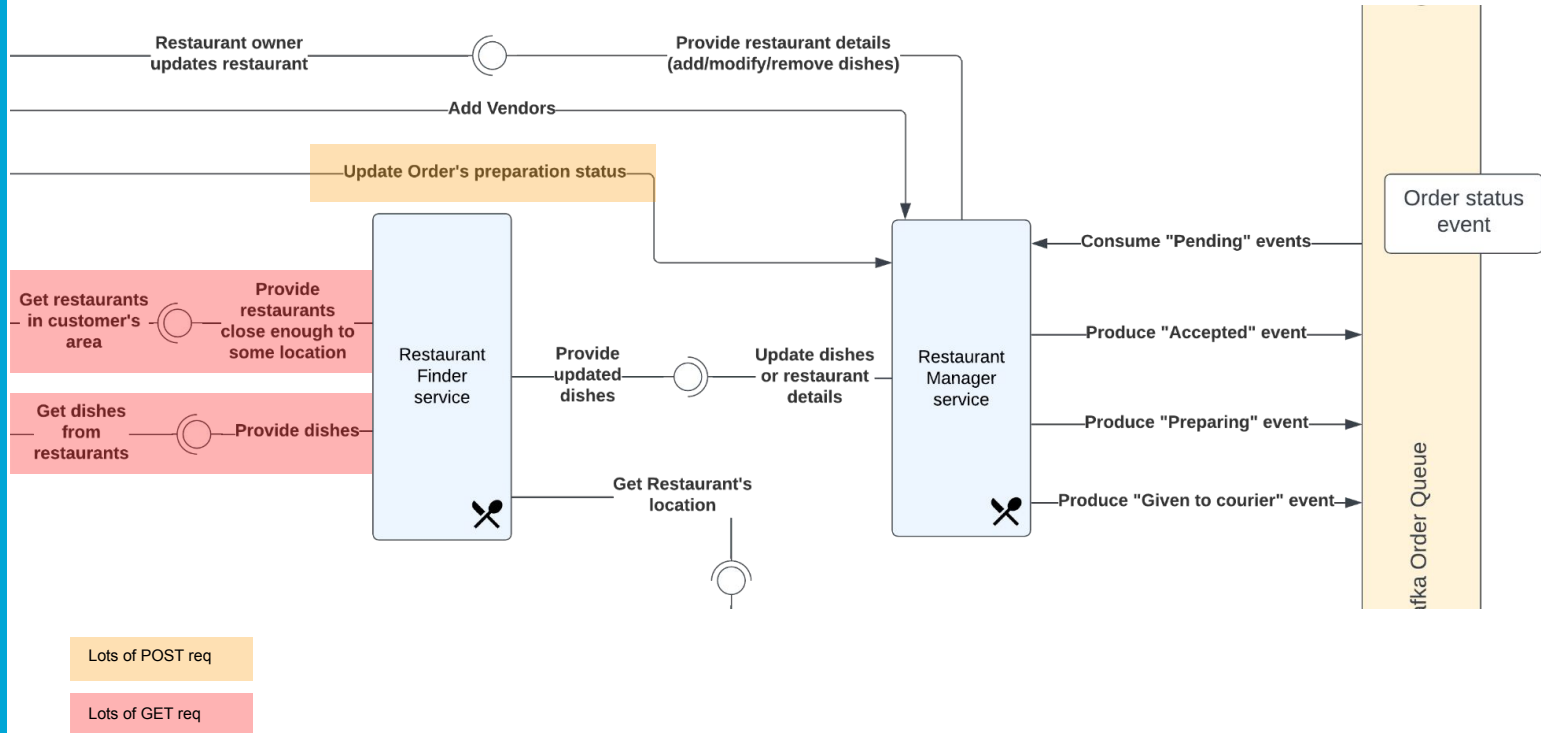 Restaurant owner
updates restaurant
Provide restaurant details
(add/modify/remove dishes)
Add Vendors
Update Order's preparation status
Order status
event
Consume "Pending" events
Get restaurants
in customer's
area
Provide
restaurants
close enough to
some location
Restaurant
Finder
service
Provide
updated
dishes
Update dishes
or restaurant
details
Restaurant
Manager
service
Produce "Accepted" event
Get dishes
from
restaurants
Provide dishes
Produce "Preparing" event
Get Restaurant's
location
Produce "Given to courier" event
Order Queue
Lots of POST req
Lots of GET req